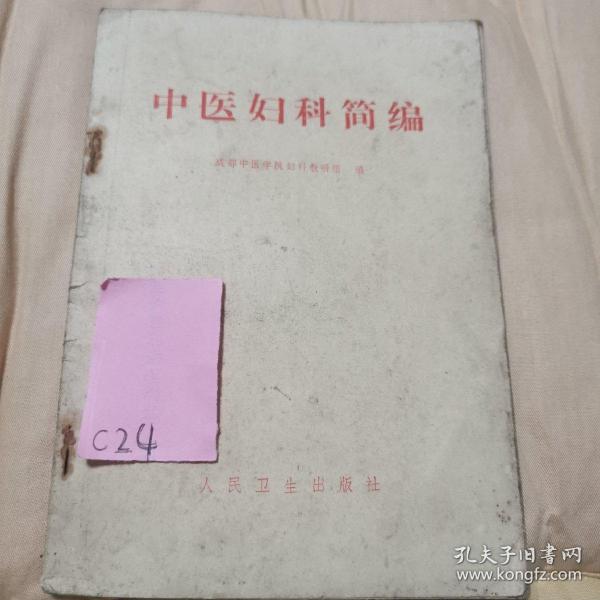 中医妇科简编
成都中医学院妇科教研组 编
C24
人民卫生出版社
孔夫子旧书网
www.kongfz.com